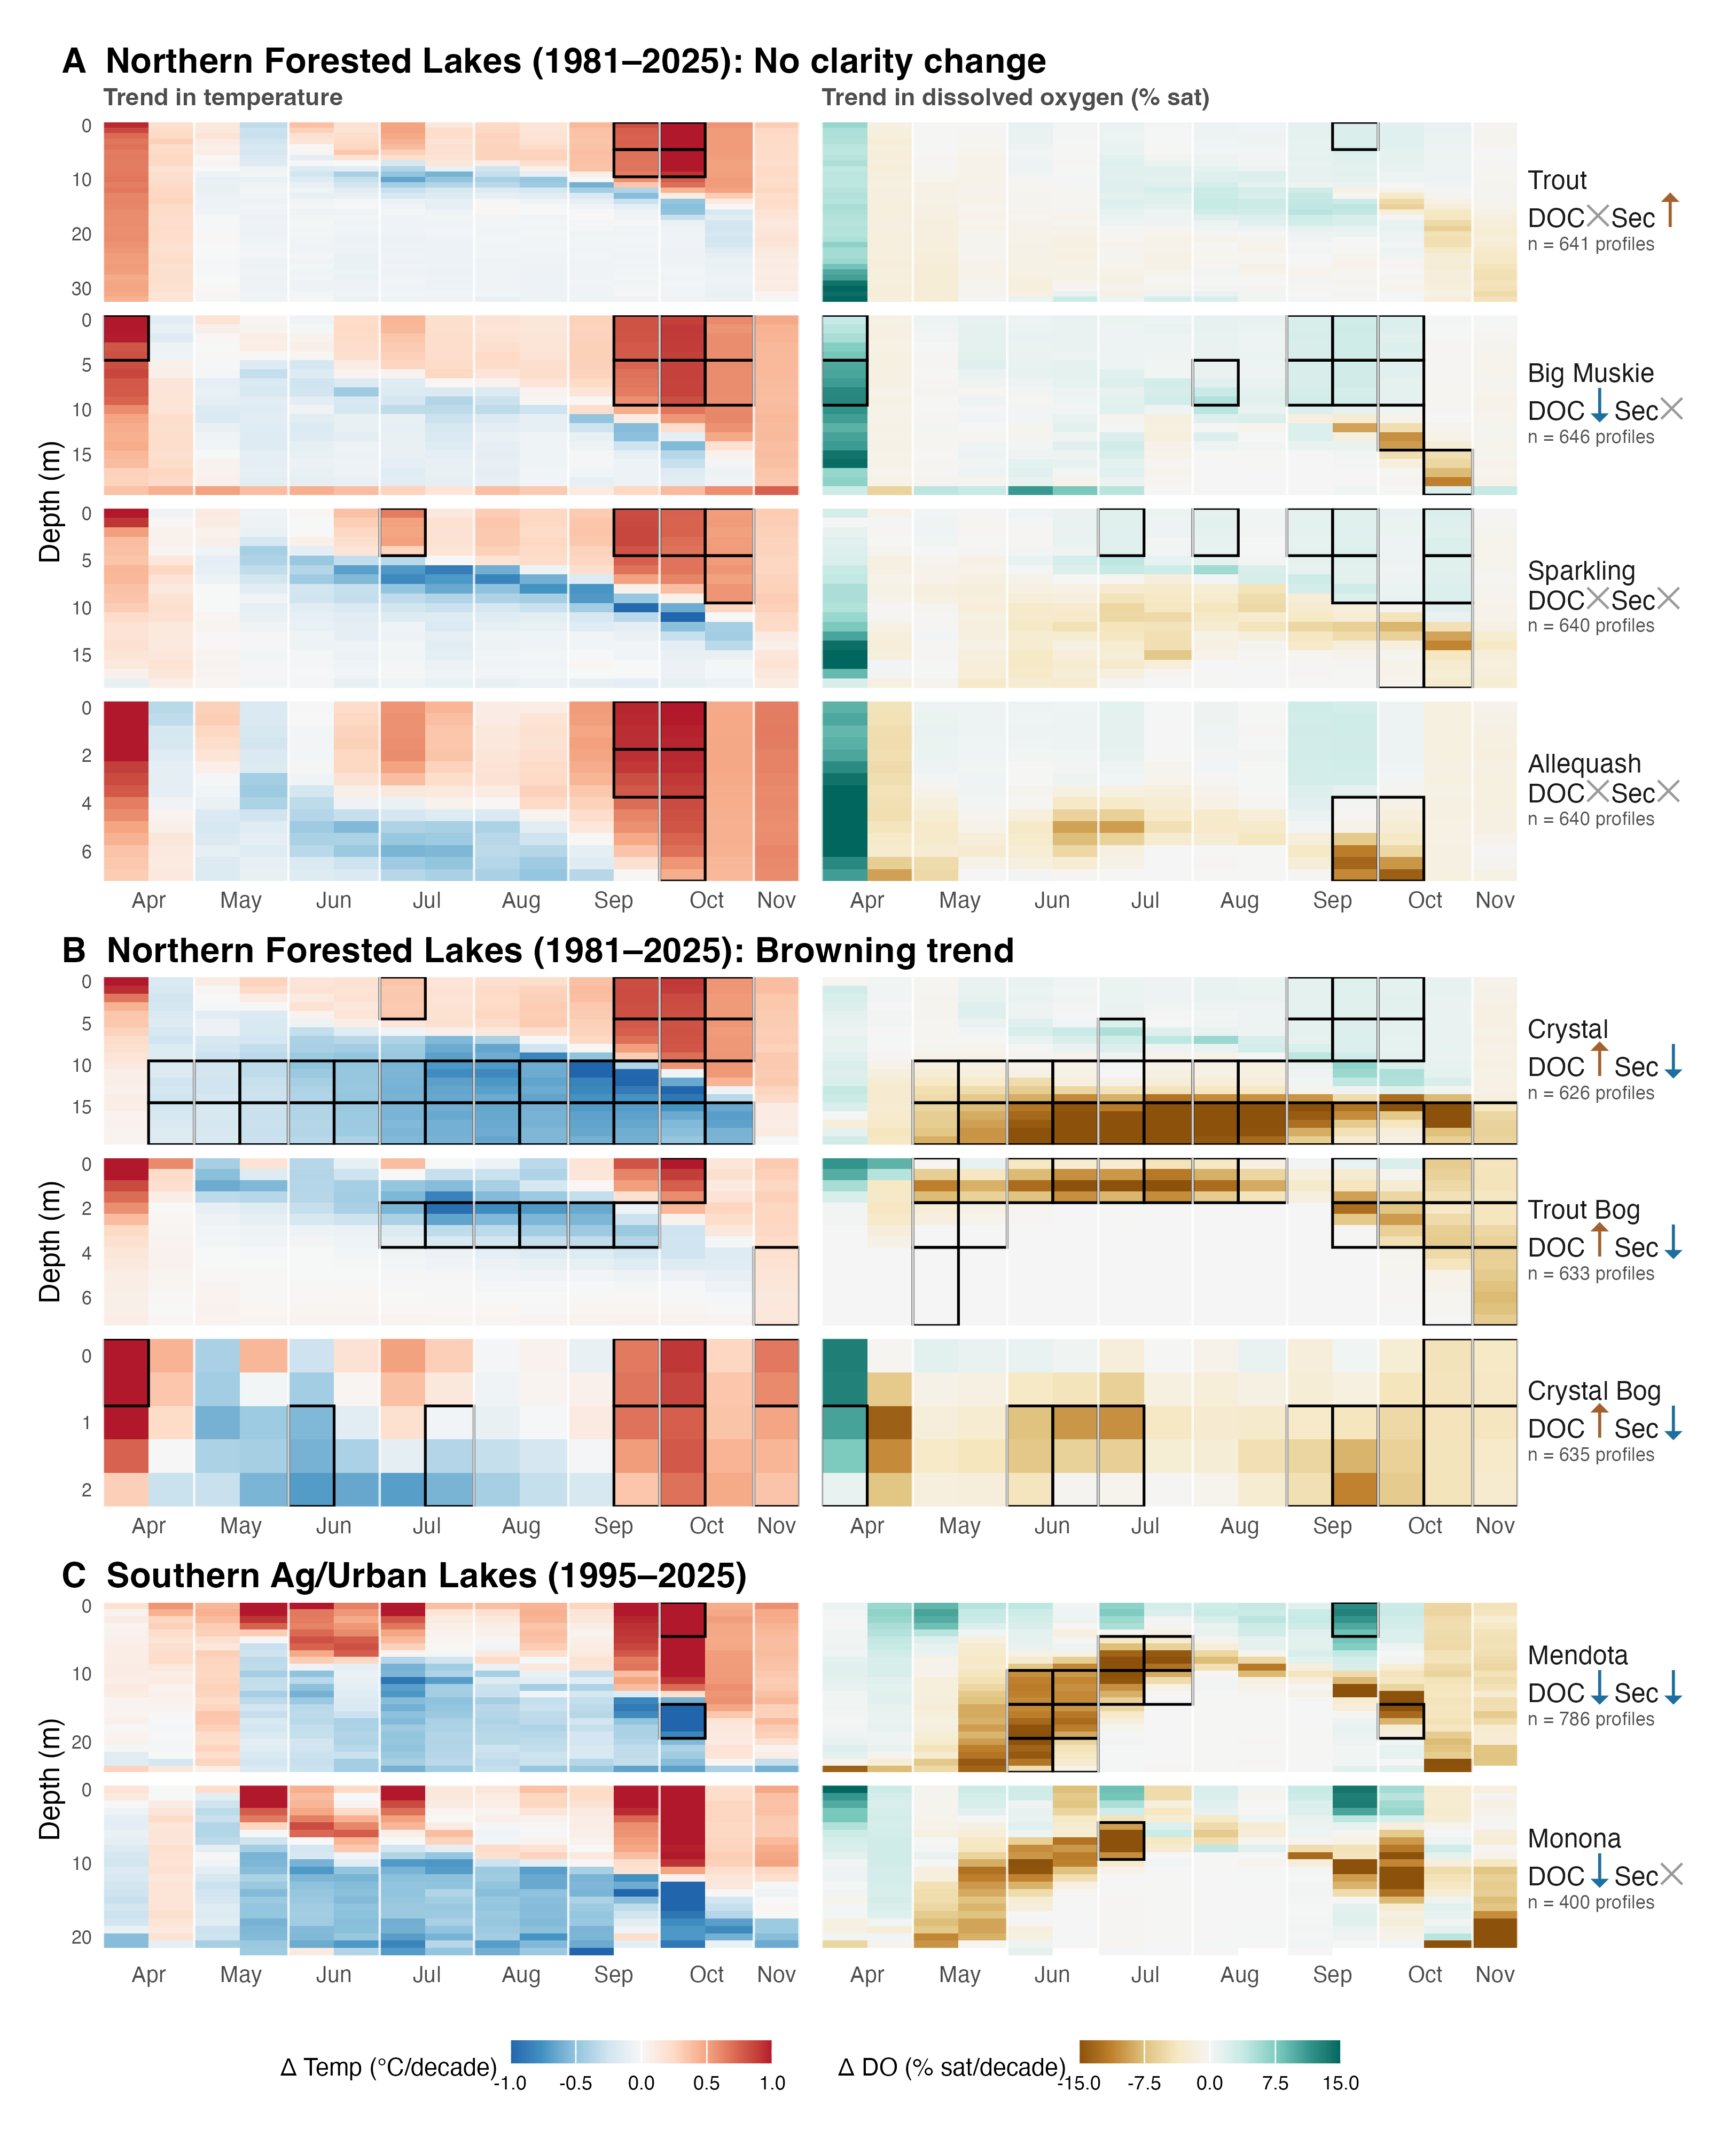 A Northern Forested Lakes (1981–2025): No clarity change
Trend in temperature
Trend in dissolved oxygen (% sat)
0
10
20
30
Trout
DOC Sec
n = 641 profiles
0
5
10
15
Big Muskie
DOC Sec
n = 646 profiles
0
5
10
15
Sparkling
DOC Sec
n = 640 profiles
0
2
4
6
Allequash
DOC Sec
n = 640 profiles
Depth (m)
Apr May Jun Jul Aug Sep Oct Nov
Apr May Jun Jul Aug Sep Oct Nov
B Northern Forested Lakes (1981–2025): Browning trend
0
5
10
15
Crystal
DOC Sec
n = 626 profiles
0
2
4
6
Trout Bog
DOC Sec
n = 633 profiles
Depth (m)
0
1
2
Crystal Bog
DOC Sec
n = 635 profiles
Apr May Jun Jul Aug Sep Oct Nov
Apr May Jun Jul Aug Sep Oct Nov
C Southern Ag/Urban Lakes (1995–2025)
0
10
20
Mendota
DOC Sec
n = 786 profiles
Depth (m)
0
10
20
Monona
DOC Sec
n = 400 profiles
Apr May Jun Jul Aug Sep Oct Nov
Apr May Jun Jul Aug Sep Oct Nov
Δ Temp (°C/decade)
-1.0 -0.5 0.0 0.5 1.0
Δ DO (% sat/decade)
-15.0 -7.5 0.0 7.5 15.0